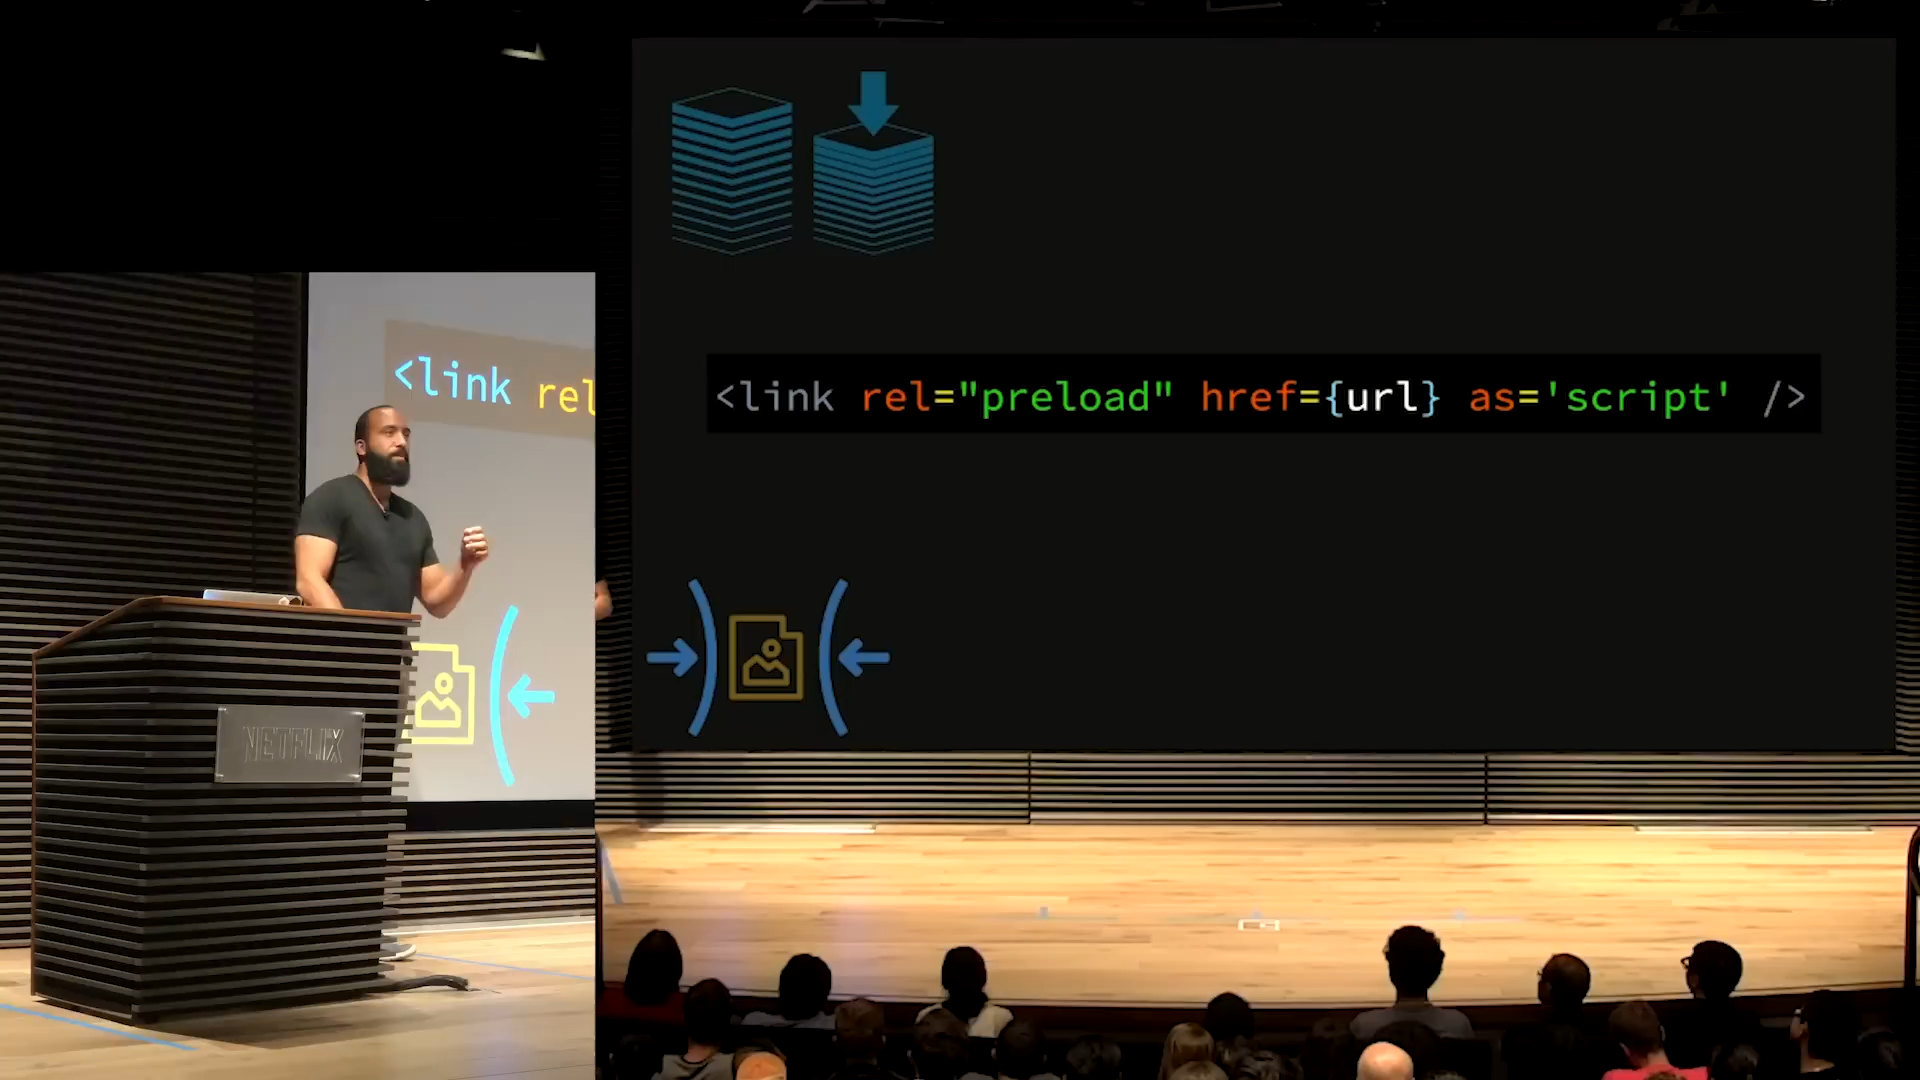 <link rel="preload" href={url} as='script' />
<link rel
NETFLIX